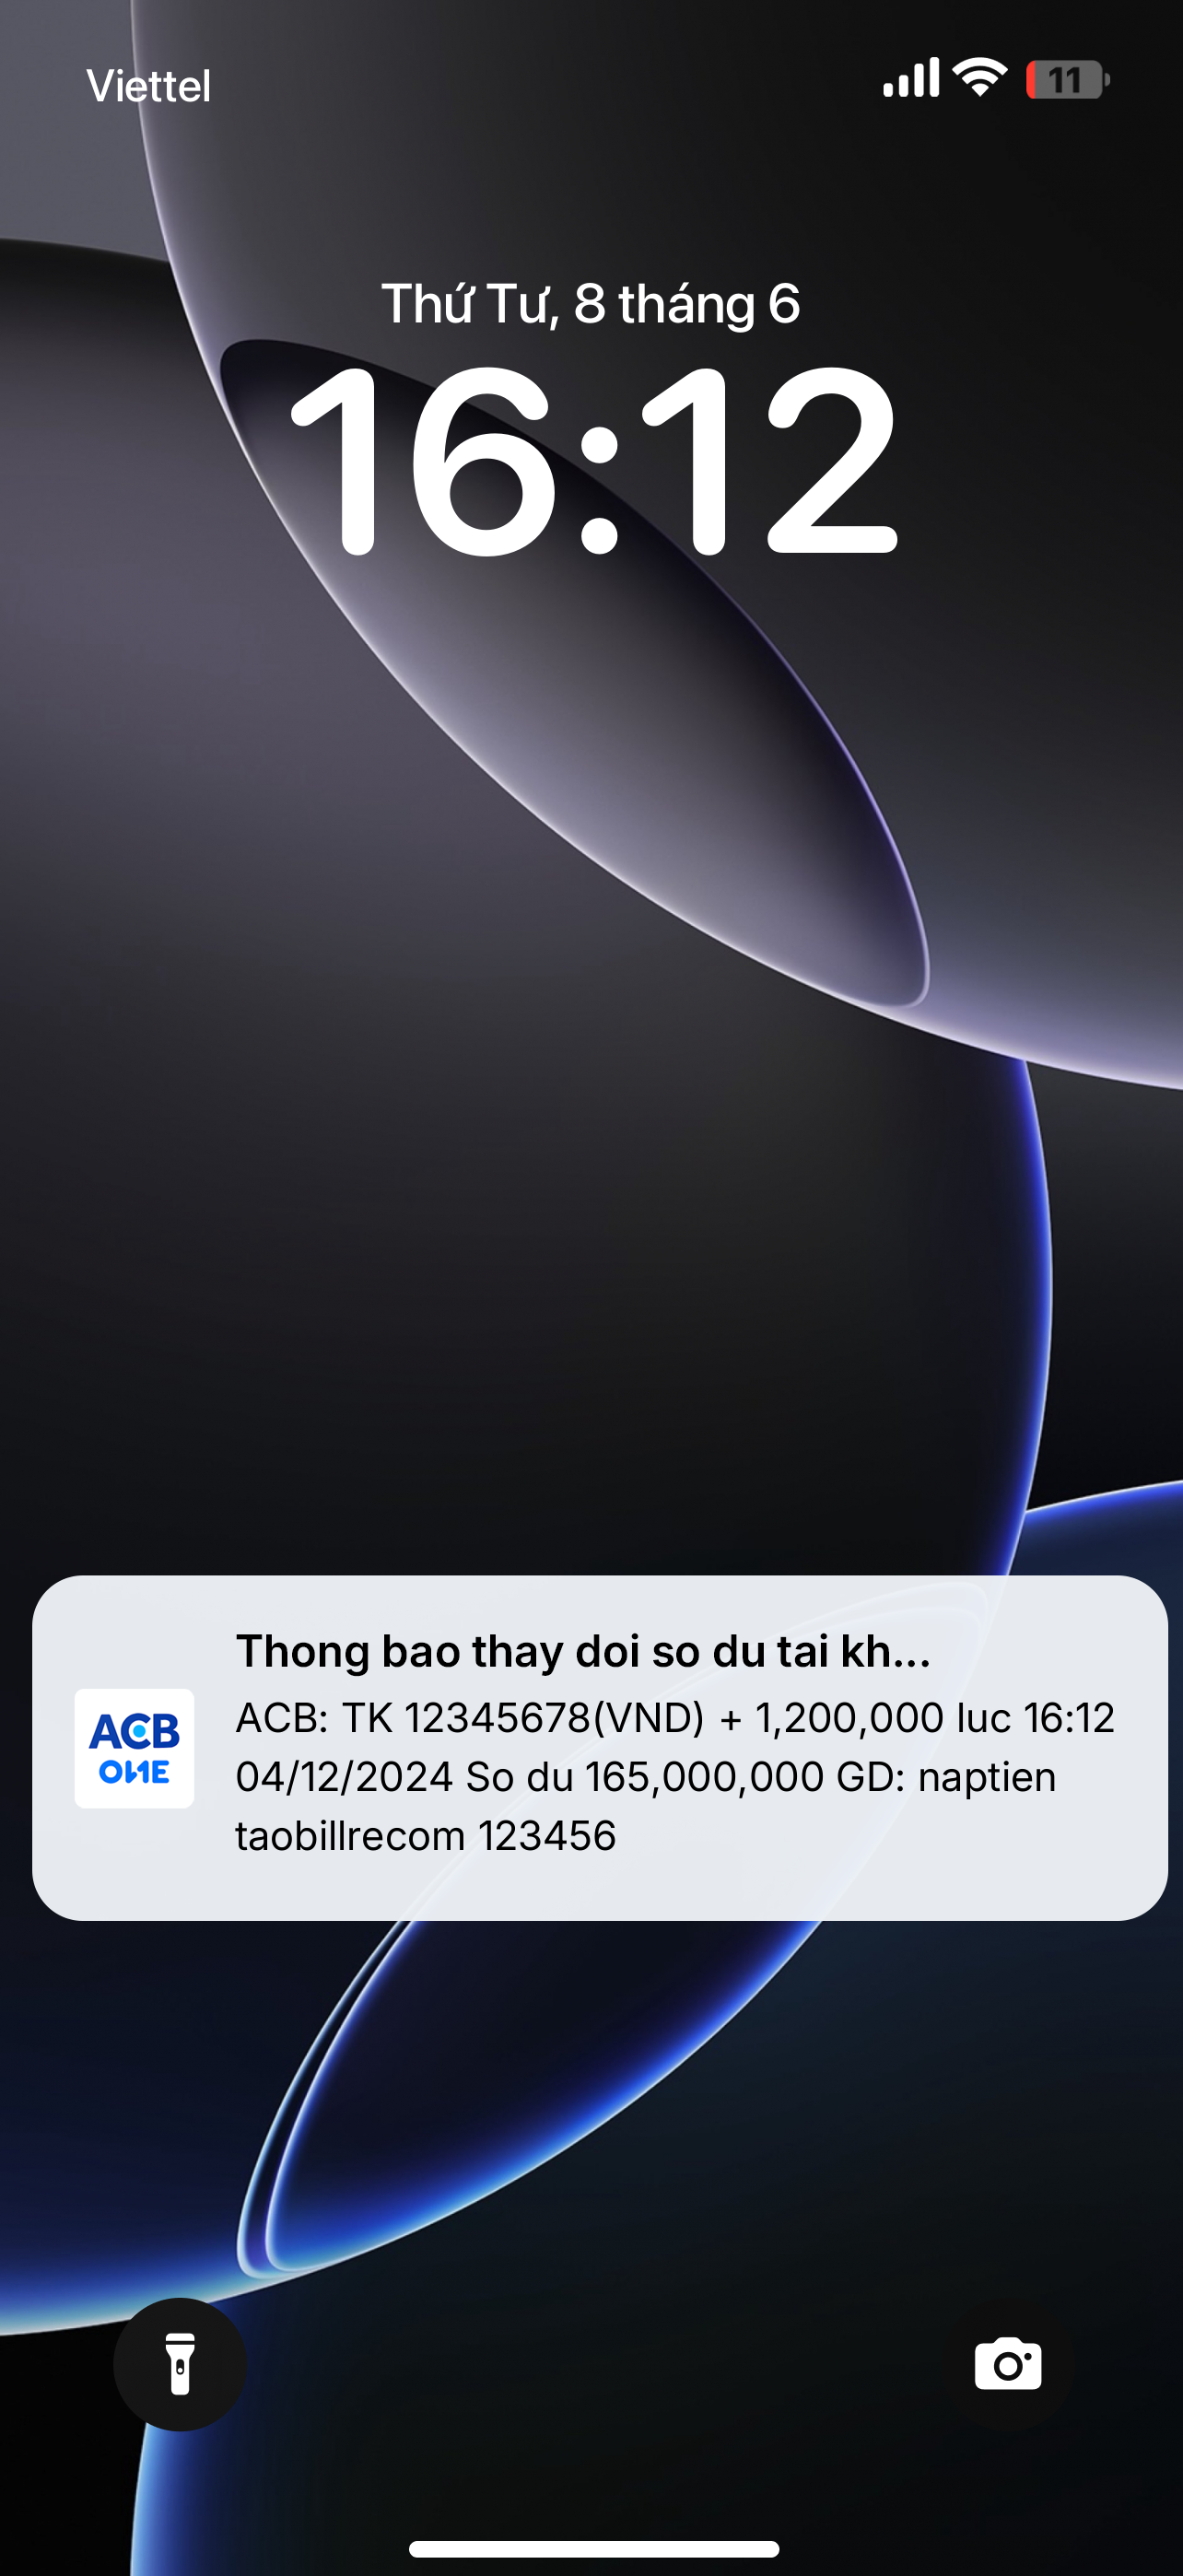 Viettel
11
Thứ Tư, 8 tháng 6
16:12
Thong bao thay doi so du tai kh...
ACB: TK 12345678(VND) + 1,200,000 luc 16:12
04/12/2024 So du 165,000,000 GD: naptien
taobillrecom 123456
ACB
ONE